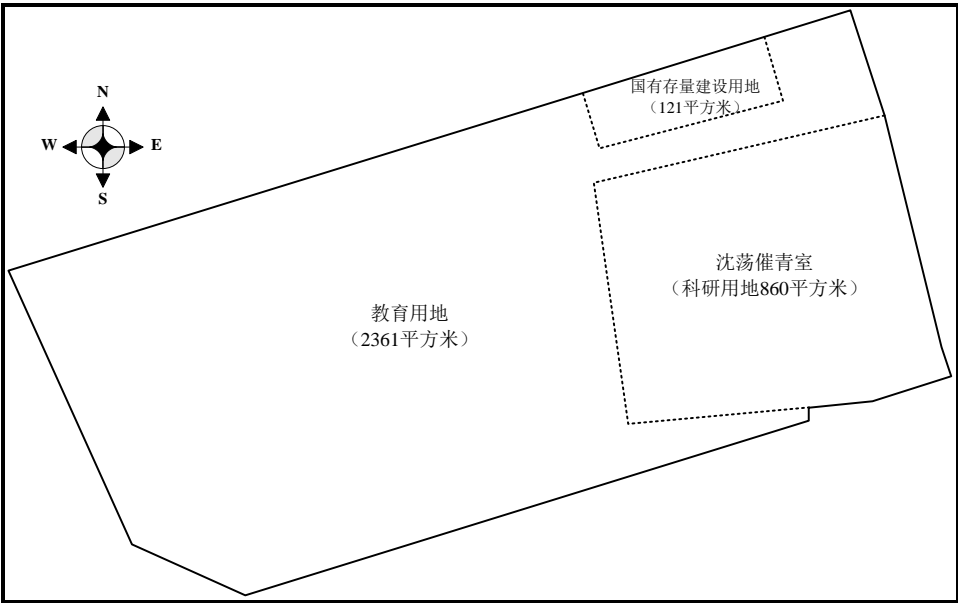 N
W
E
S
国有存量建设用地
（121平方米）
沈荡催青室
（科研用地860平方米）
教育用地
（2361平方米）